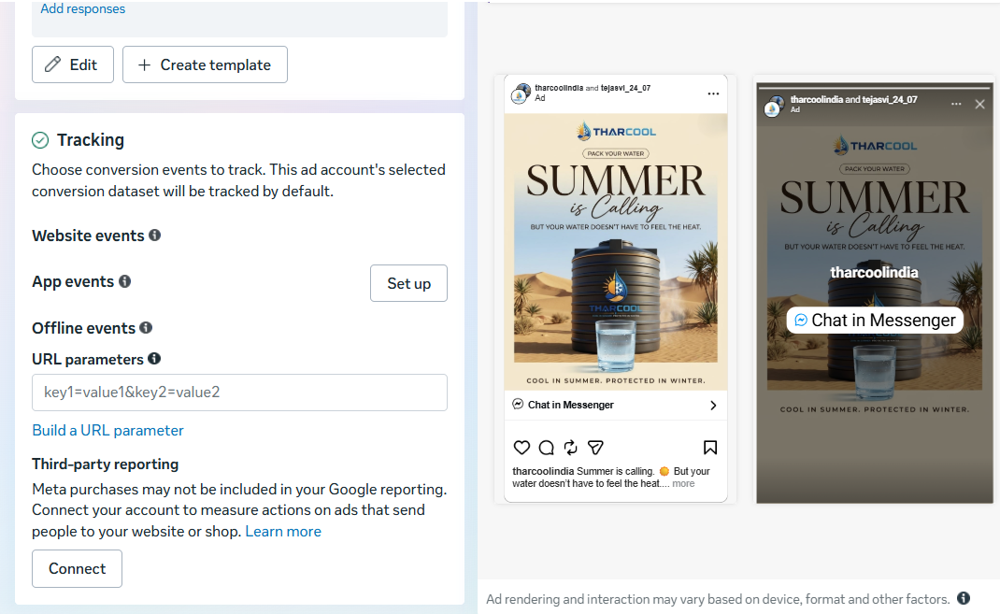 Add responses
Edit
Create template
Tracking
Choose conversion events to track. This ad account's selected
conversion dataset will be tracked by default.
Website events
App events
Set up
Offline events
URL parameters
key1=value1&key2=value2
Build a URL parameter
Third-party reporting
Meta purchases may not be included in your Google reporting.
Connect your account to measure actions on ads that send
people to your website or shop. Learn more
Connect
tharcoolindia and tejasvi_24_07
Ad
THARCOOL
PACK YOUR WATER
SUMMER
is Calling
BUT YOUR WATER DOESN'T HAVE TO FEEL THE HEAT.
THARCOOL
COOL IN SUMMER. PROTECTED IN WINTER.
Chat in Messenger
tharcoolindia Summer is calling. 🌞 But your
water doesn't have to feel the heat.... more
tharcoolindia and tejasvi_24_07
Ad
THARCOOL
PACK YOUR WATER
SUMMER
is Calling
BUT YOUR WATER DOESN'T HAVE TO FEEL THE HEAT.
tharcoolindia
Chat in Messenger
COOL IN SUMMER. PROTECTED IN WINTER.
Ad rendering and interaction may vary based on device, format and other factors.